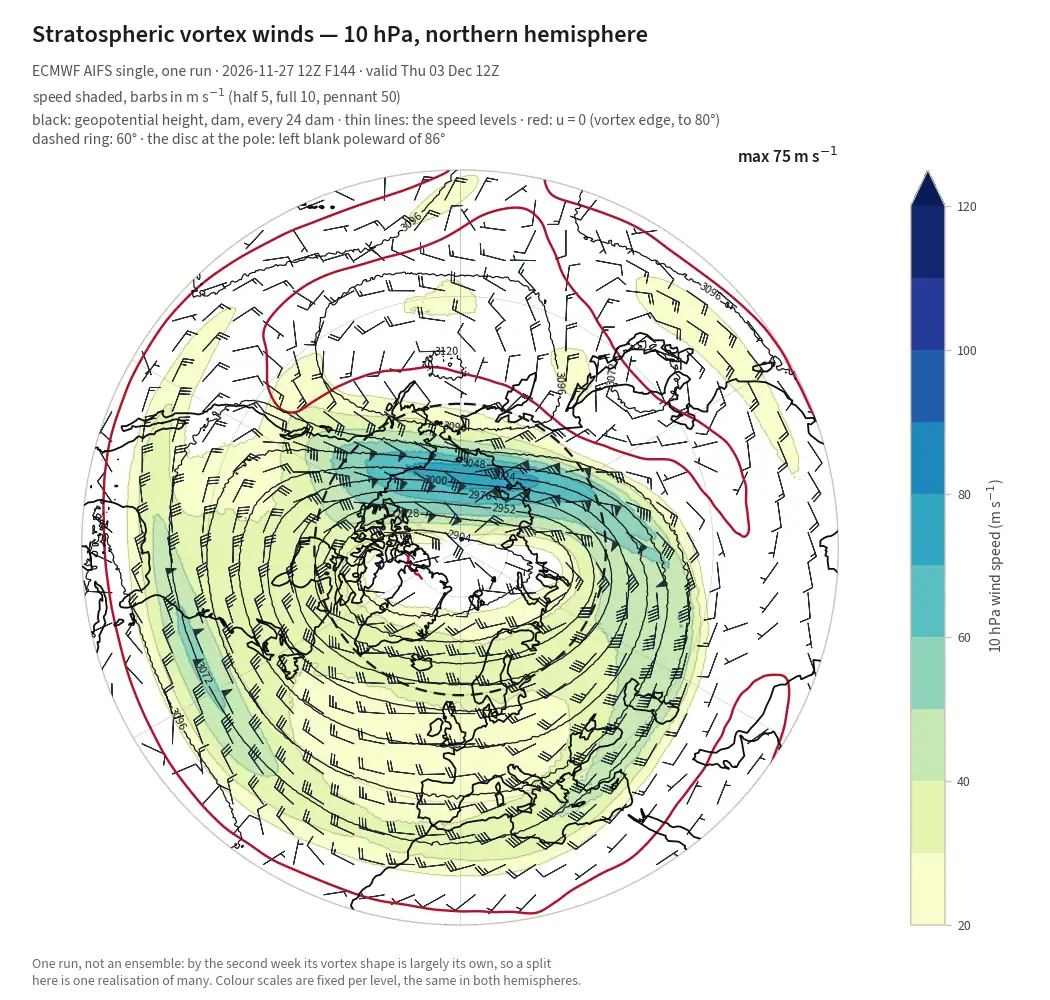 Stratospheric vortex winds — 10 hPa, northern hemisphere
ECMWF AIFS single, one run · 2026-11-27 12Z F144 · valid Thu 03 Dec 12Z
speed shaded, barbs in m s⁻¹ (half 5, full 10, pennant 50)
black: geopotential height, dam, every 24 dam · thin lines: the speed levels · red: u = 0 (vortex edge, to 80°)
dashed ring: 60° · the disc at the pole: left blank poleward of 86°
max 75 m s⁻¹
120
100
80
60
40
20
10 hPa wind speed (m s⁻¹)
3096
3096
3120
3096
3072
3048
3024
3000
2976
2952
2904
3072
3096
One run, not an ensemble: by the second week its vortex shape is largely its own, so a split
here is one realisation of many. Colour scales are fixed per level, the same in both hemispheres.